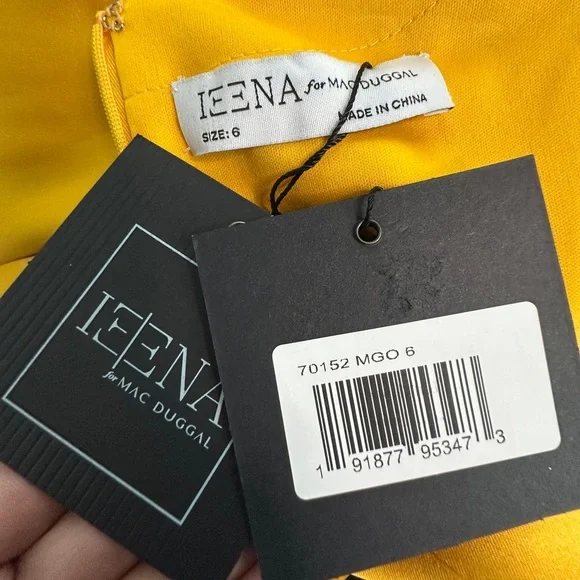 IEENA for MAC DUGGAL
SIZE: 6
MADE IN CHINA
IEENA
for MAC DUGGAL
70152 MGO 6
1 91877 95347 3